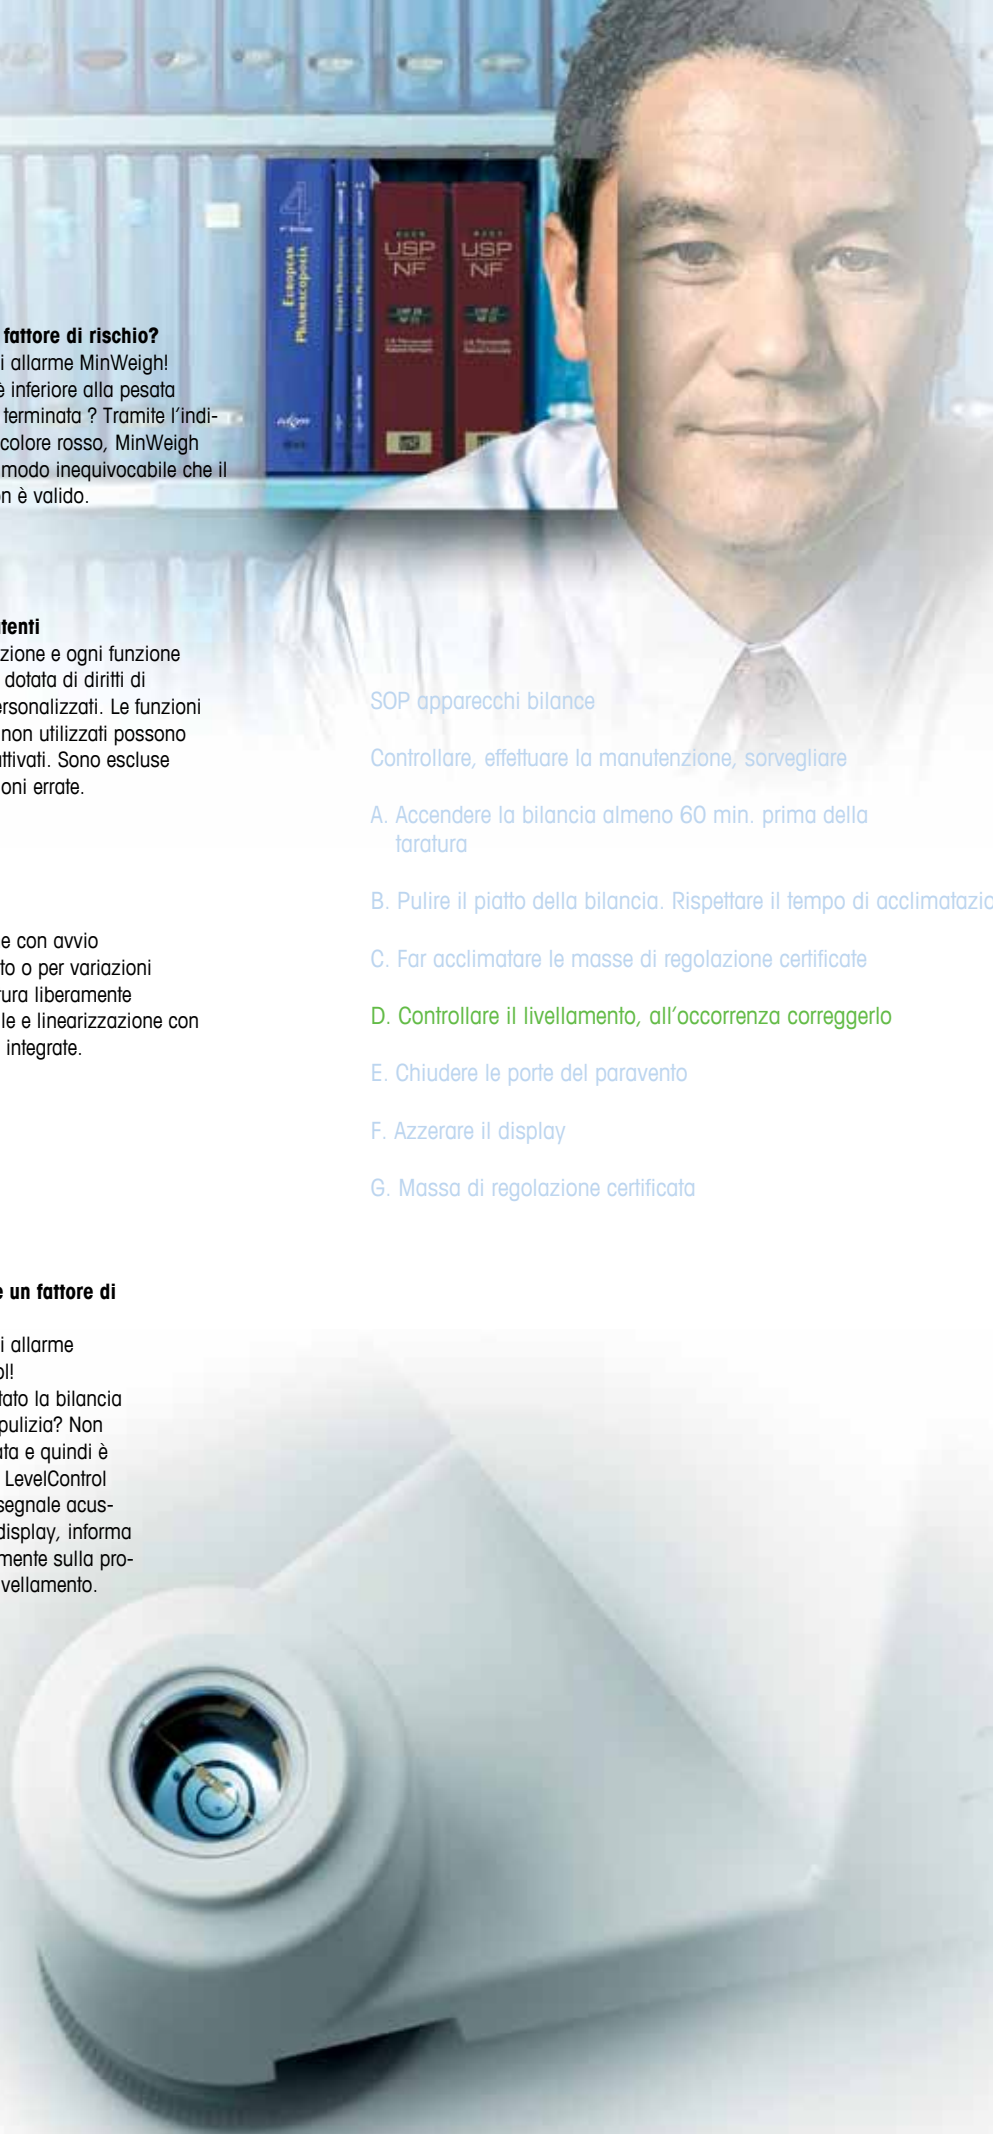 4
European
Pharmacopoeia
USP
NF
USP
NF
fattore di rischio?
i allarme MinWeigh!
è inferiore alla pesata
terminata ? Tramite l'indi-
colore rosso, MinWeigh
modo inequivocabile che il
n è valido.
tenti
zione e ogni funzione
dotata di diritti di
ersonalizzati. Le funzioni
non utilizzati possono
ttivati. Sono escluse
oni errate.
SOP apparecchi bilance
Controllare, effettuare la manutenzione, sorvegliare
A. Accendere la bilancia almeno 60 min. prima della
taratura
B. Pulire il piatto della bilancia. Rispettare il tempo di acclimatazio
C. Far acclimatare le masse di regolazione certificate
D. Controllare il livellamento, all'occorrenza correggerlo
E. Chiudere le porte del paravento
F. Azzerare il display
G. Massa di regolazione certificata
e con avvio
to o per variazioni
tura liberamente
le e linearizzazione con
integrate.
e un fattore di
i allarme
ol!
tato la bilancia
pulizia? Non
ata e quindi è
LevelControl
segnale acus-
display, informa
mente sulla pro-
vellamento.